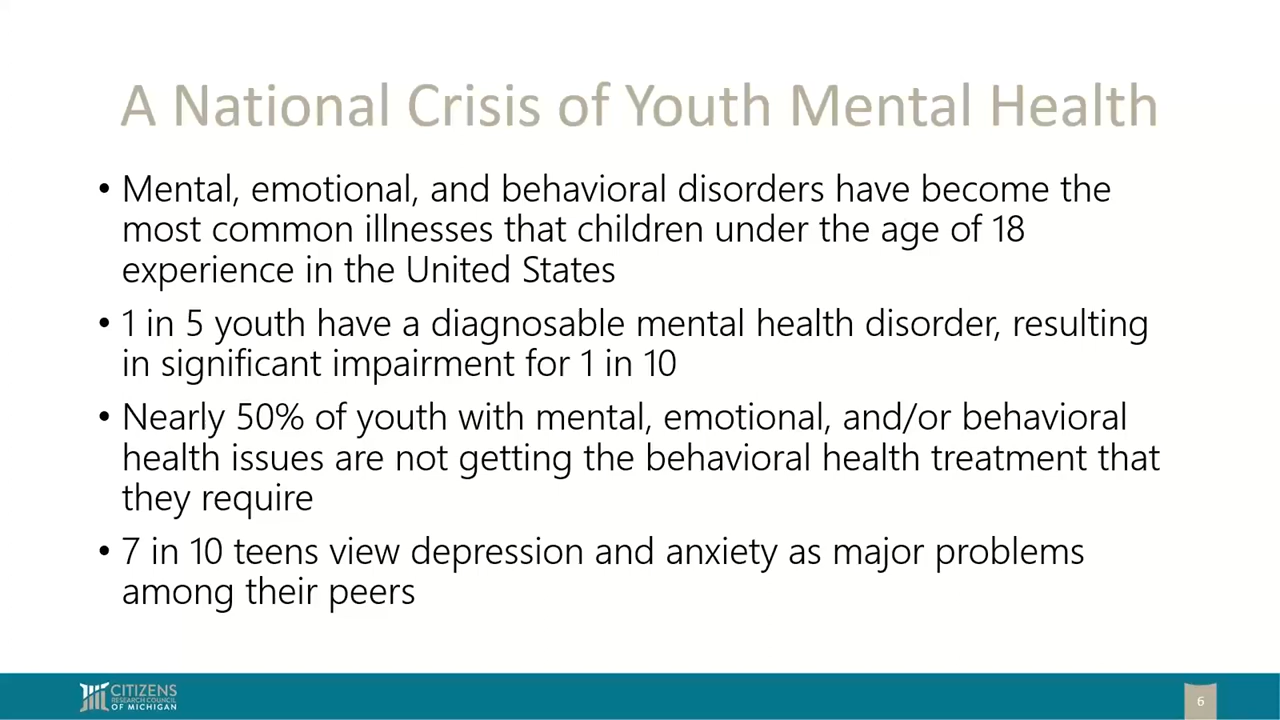 A National Crisis of Youth Mental Health
• Mental, emotional, and behavioral disorders have become the
most common illnesses that children under the age of 18
experience in the United States
• 1 in 5 youth have a diagnosable mental health disorder, resulting
in significant impairment for 1 in 10
• Nearly 50% of youth with mental, emotional, and/or behavioral
health issues are not getting the behavioral health treatment that
they require
• 7 in 10 teens view depression and anxiety as major problems
among their peers
CITIZENS
RESEARCH COUNCIL
OF MICHIGAN
6